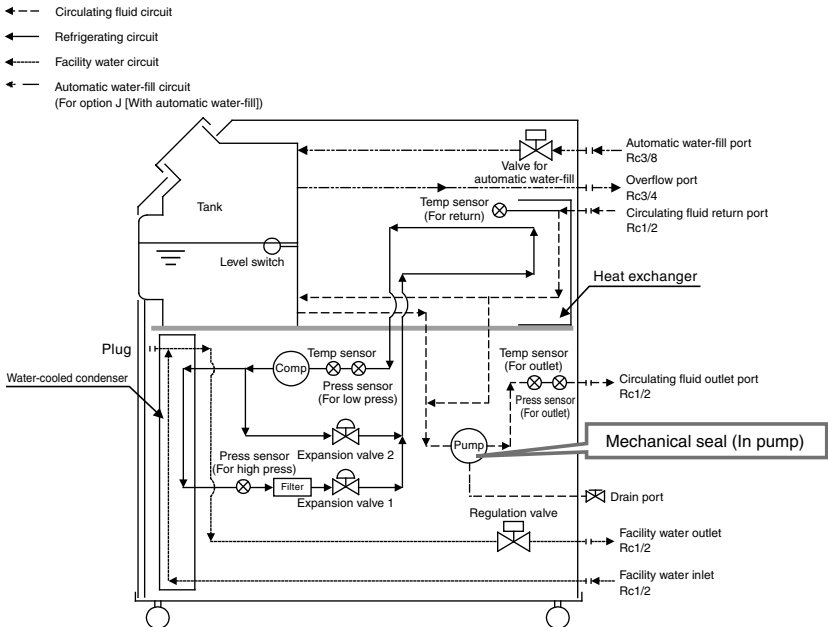 Circulating fluid circuit
Refrigerating circuit
Facility water circuit
Automatic water-fill circuit
(For option J [With automatic water-fill])
Automatic water-fill port
Rc3/8
Valve for
automatic water-fill
Tank
Overflow port
Rc3/4
Temp sensor
(For return)
Circulating fluid return port
Rc1/2
Level switch
Heat exchanger
Plug
Water-cooled condenser
Comp
Temp sensor
Press sensor
(For low press)
Temp sensor
(For outlet)
Press sensor
(For outlet)
Circulating fluid outlet port
Rc1/2
Expansion valve 2
Pump
Mechanical seal (In pump)
Press sensor
(For high press)
Filter
Expansion valve 1
Drain port
Regulation valve
Facility water outlet
Rc1/2
Facility water inlet
Rc1/2